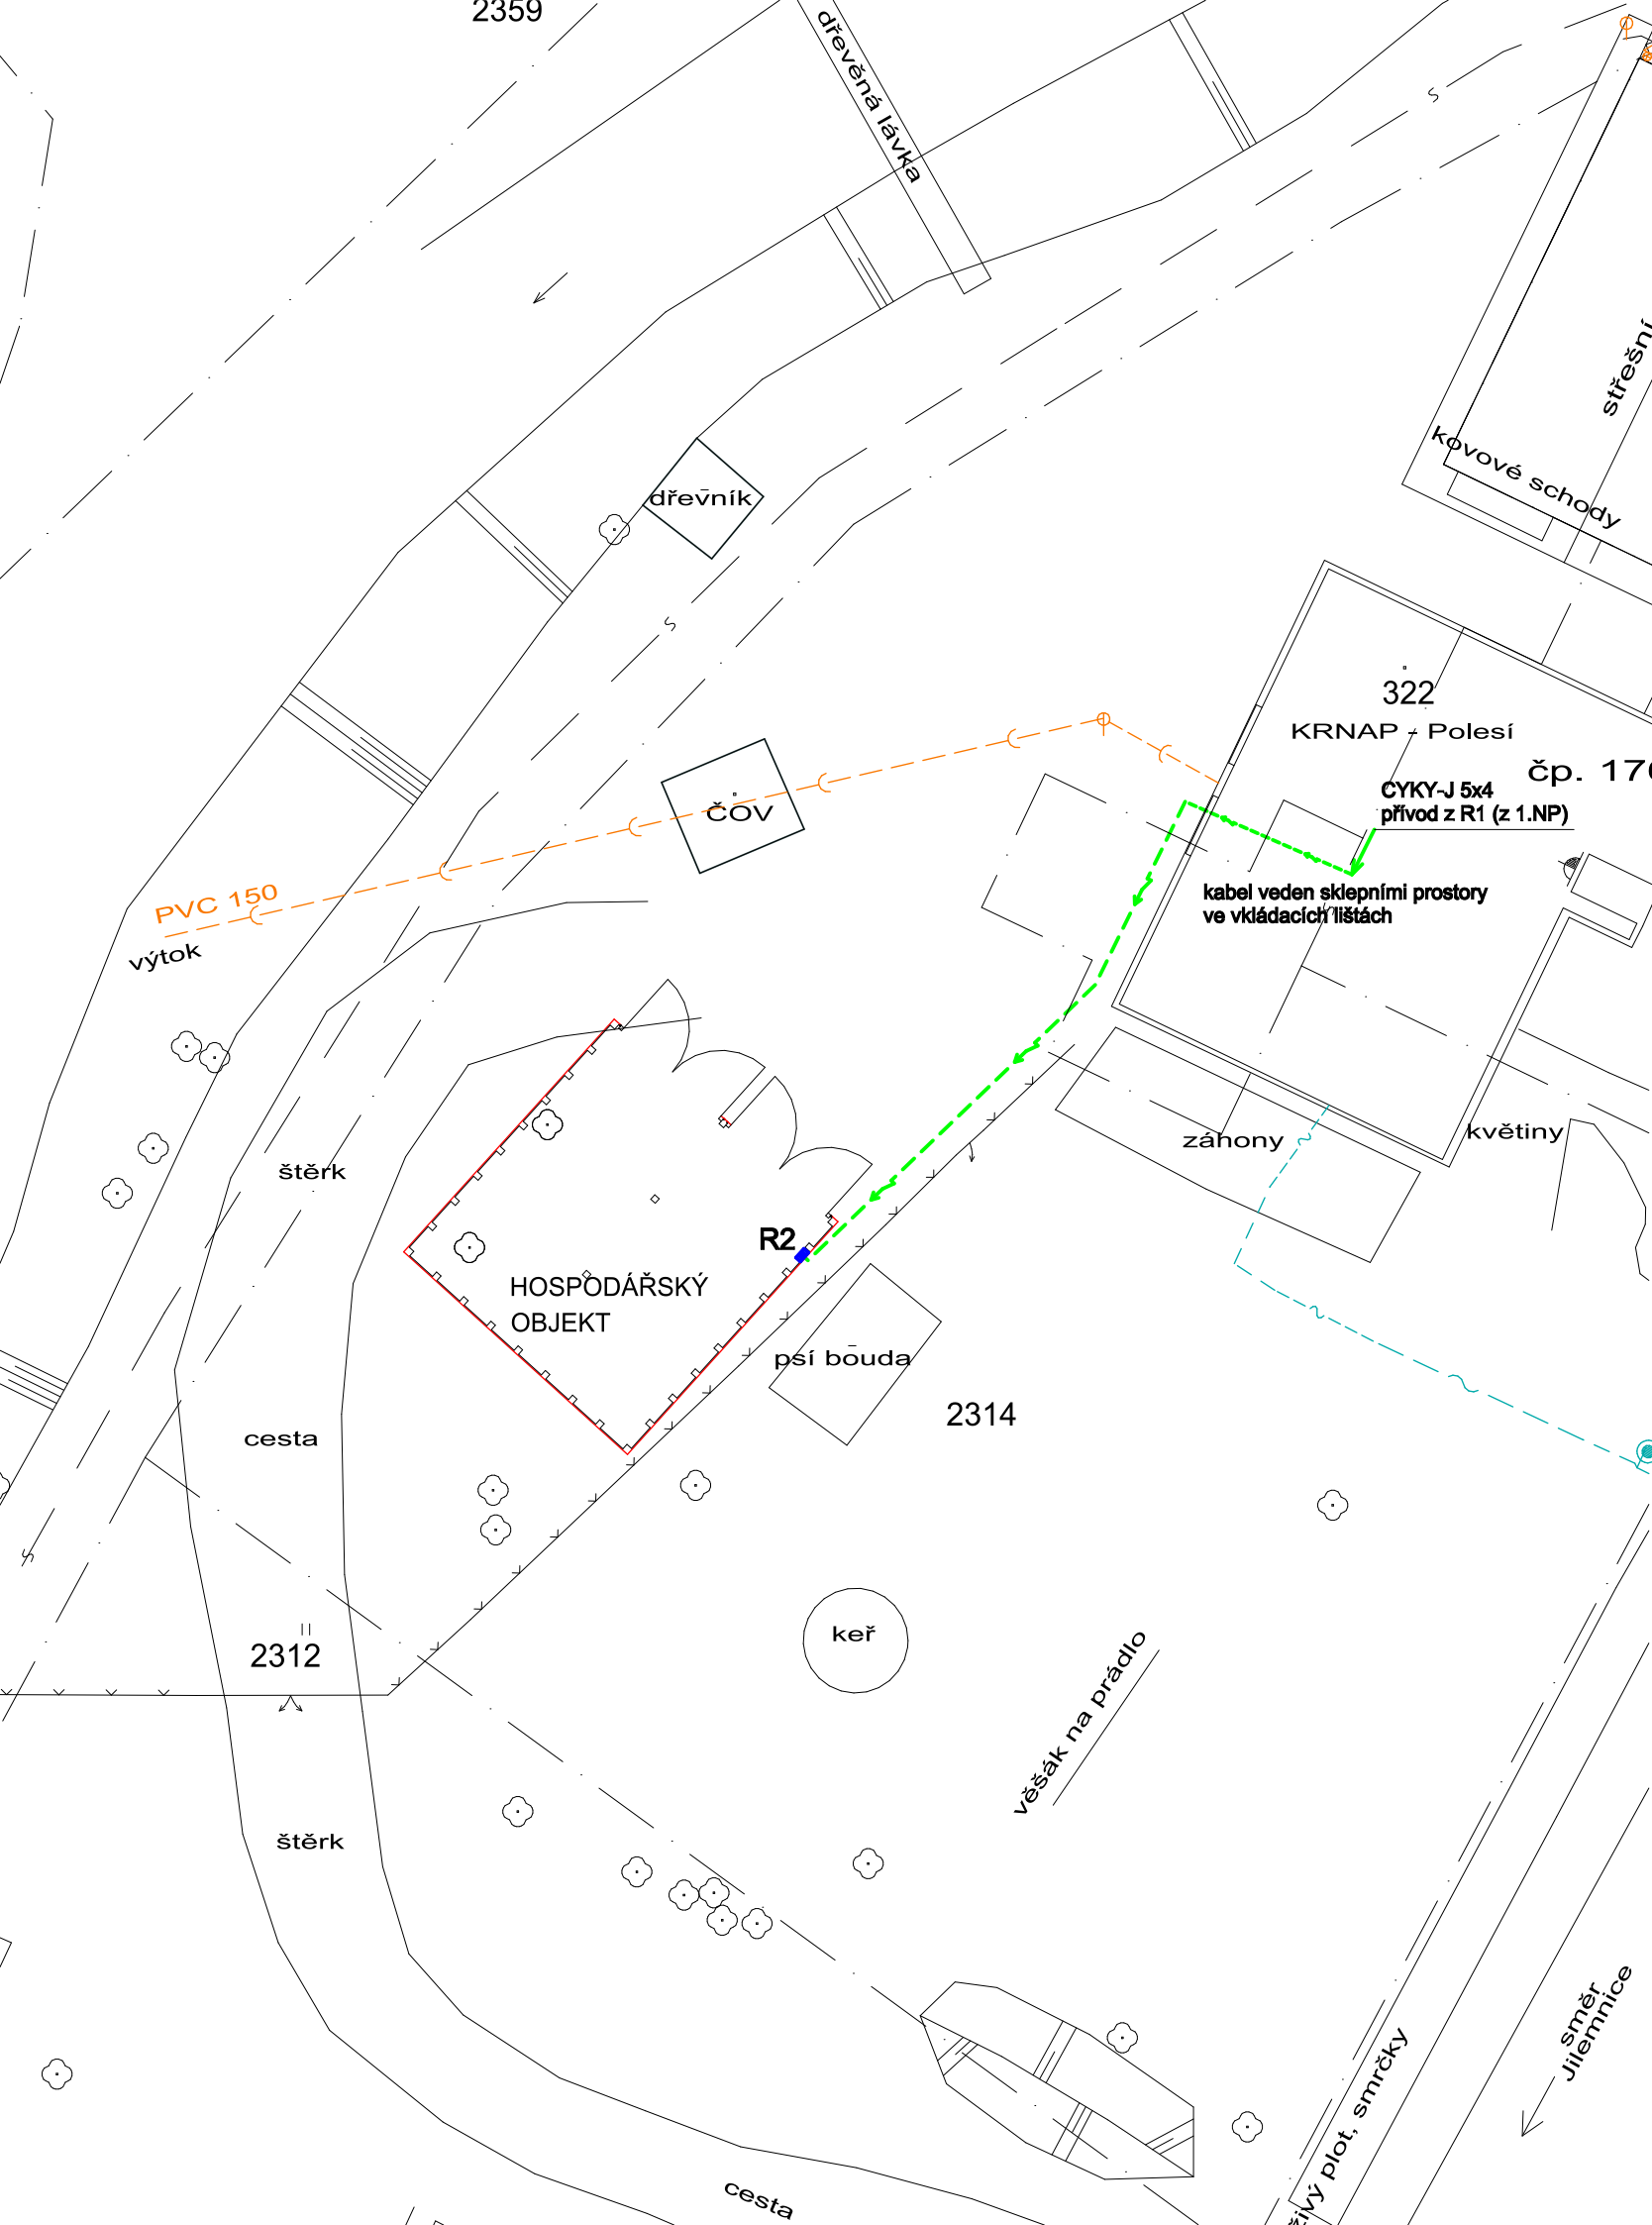 2359
dřevěná lávka
střešní
kovové schody
dřevník
322
KRNAP - Polesí
čp. 170
CYKY-J 5x4
přívod z R1 (z 1.NP)
ČOV
kabel veden sklepními prostory
ve vkládacích lištách
PVC 150
výtok
záhony
květiny
štěrk
R2
HOSPODÁŘSKÝ
OBJEKT
psí bouda
2314
cesta
keř
2312
věšák na prádlo
štěrk
směr
Jilemnice
živý plot, smrčky
cesta